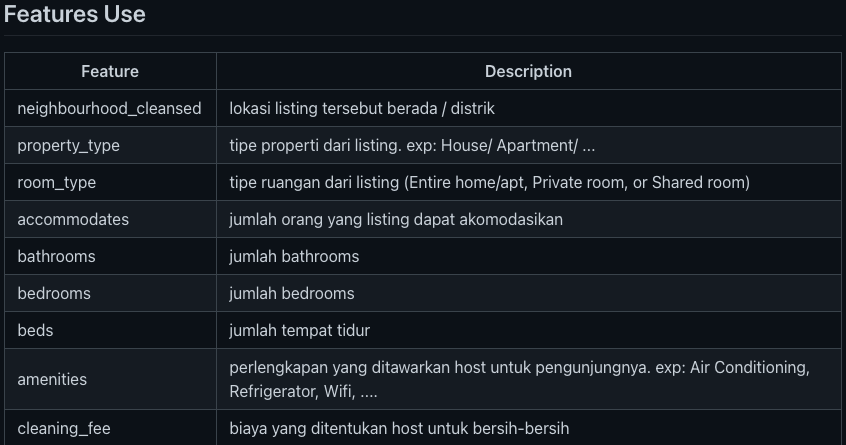 Features Use
Feature Description
neighbourhood_cleansed lokasi listing tersebut berada / distrik
property_type tipe properti dari listing. exp: House/ Apartment/ ...
room_type tipe ruangan dari listing (Entire home/apt, Private room, or Shared room)
accommodates jumlah orang yang listing dapat akomodasikan
bathrooms jumlah bathrooms
bedrooms jumlah bedrooms
beds jumlah tempat tidur
amenities perlengkapan yang ditawarkan host untuk pengunjungnya. exp: Air Conditioning,
Refrigerator, Wifi, ....
cleaning_fee biaya yang ditentukan host untuk bersih-bersih